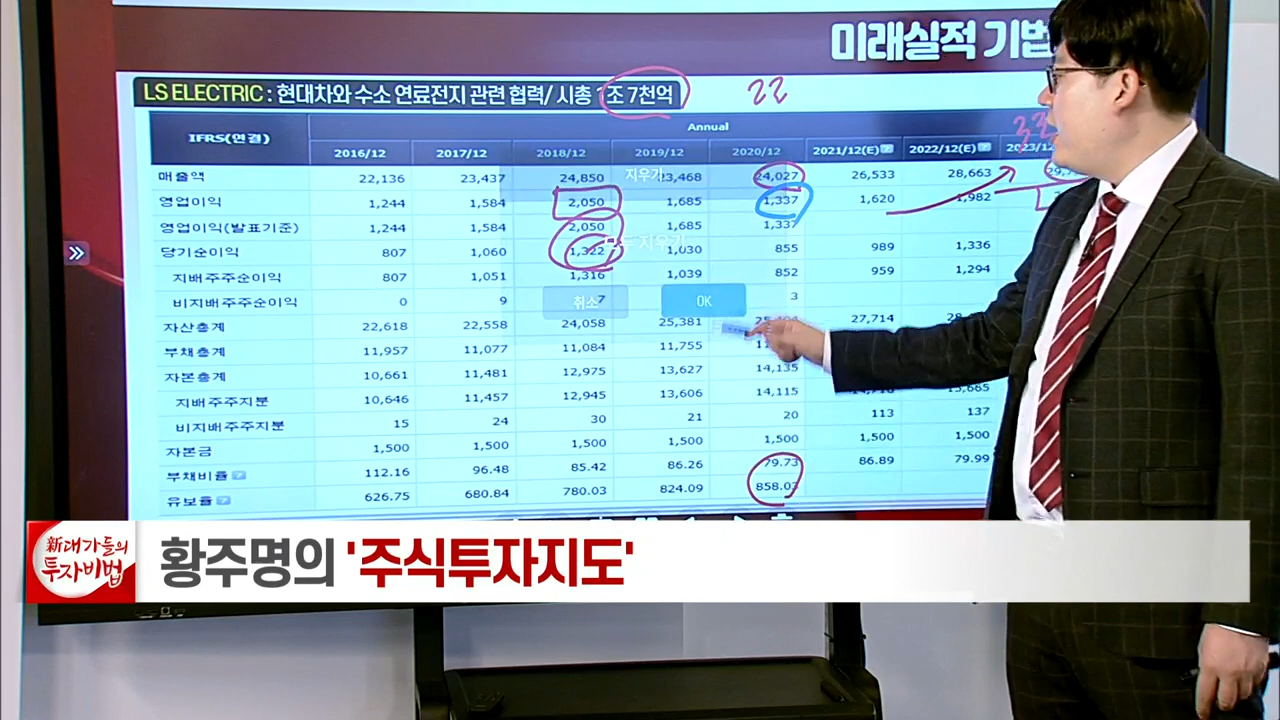 미래실적 기법
LS ELECTRIC : 현대차와 수소 연료전지 관련 협력/ 시총 1조 7천억
22
IFRS(연결) Annual
2016/12 2017/12 2018/12 2019/12 2020/12 2021/12(E) 2022/12(E) 2023/12
매출액 22,136 23,437 24,850 23,468 24,027 26,533 28,663
영업이익 1,244 1,584 2,050 1,685 1,337 1,620 1,982
영업이익(발표기준) 1,244 1,584 2,050 1,685 1,337
당기순이익 807 1,060 1,322 1,030 855 989 1,336
지배주주순이익 807 1,051 1,316 1,039 852 959 1,294
비지배주주순이익 0 9 7 3
지우기
지우기
취소 OK
자산총계 22,618 22,558 24,058 25,381 27,714
부채총계 11,957 11,077 11,084 11,755
자본총계 10,661 11,481 12,975 13,627 14,135
지배주주지분 10,646 11,457 12,945 13,606 14,115
비지배주주지분 15 24 30 21 20 113 137
자본금 1,500 1,500 1,500 1,500 1,500 1,500 1,500
부채비율 112.16 96.48 85.42 86.26 79.73 86.89 79.99
유보율 626.75 680.84 780.03 824.09 858.03
新대가들의
투자비법
황주명의 '주식투자지도'